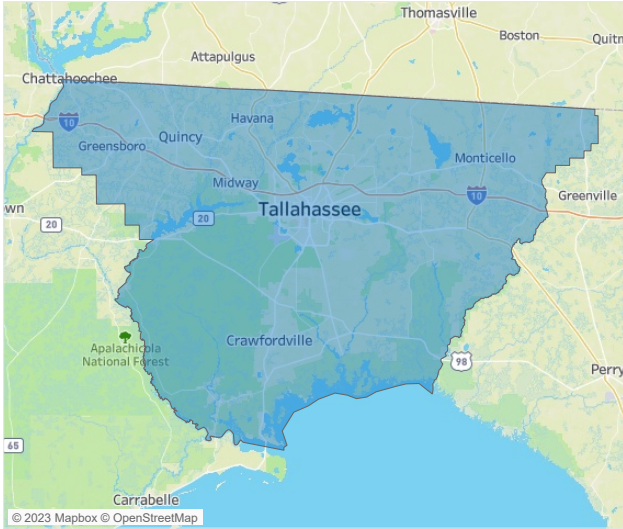 Thomasville
Boston
Quitm
Attapulgus
Chattahoochee
10
Havana
Quincy
Greensboro
Monticello
Midway
10
Greenville
own
20
20
Tallahassee
Crawfordville
Apalachicola
National Forest
98
Perry
65
Carrabelle
© 2023 Mapbox © OpenStreetMap